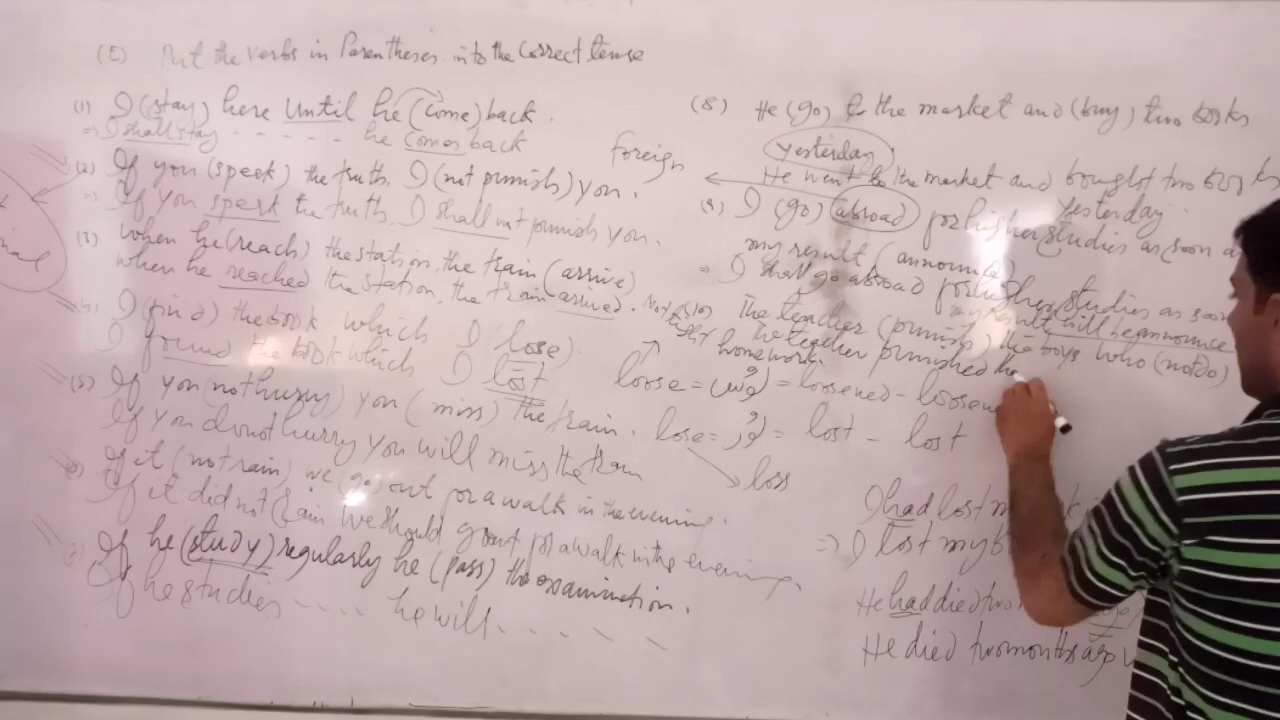 (E) Put the verbs in Parentheses into the correct tense
(1) I (stay) here until he (come) back.
⇒ I shall stay - - - - - - he comes back
(2) If you (speak) the truth, I (not punish) you.
If you speak the truth, I shall not punish you.
(3) When he (reach) the station, the train (arrive)
when he reached the station, the train arrived.
(4) I (find) the book which I (lose).
I found the book which I lost
(5) If you (not hurry) you (miss) the train.
If you do not hurry you will miss the train
(6) If it (not rain) we (go) out for a walk in the evening.
If it did not rain we should go out for a walk in the evening.
If he (study) regularly he (pass) the examination.
If he studies - - - - - he will - - - - -
foreign
(8) He (go) to the market and (buy) two books
yesterday
He went to the market and bought two books
yesterday.
I (go) abroad for higher studies as soon as
my result (announce)
I shall go abroad for higher studies as soon
my result will be announce
(10) The teacher (punish) the boys who (not do)
their homework.
The teacher punished
loose = = loosened - loosen
lose = = lost - lost
loss
I had lost
⇒ I lost my
He had died two
He died two months ago